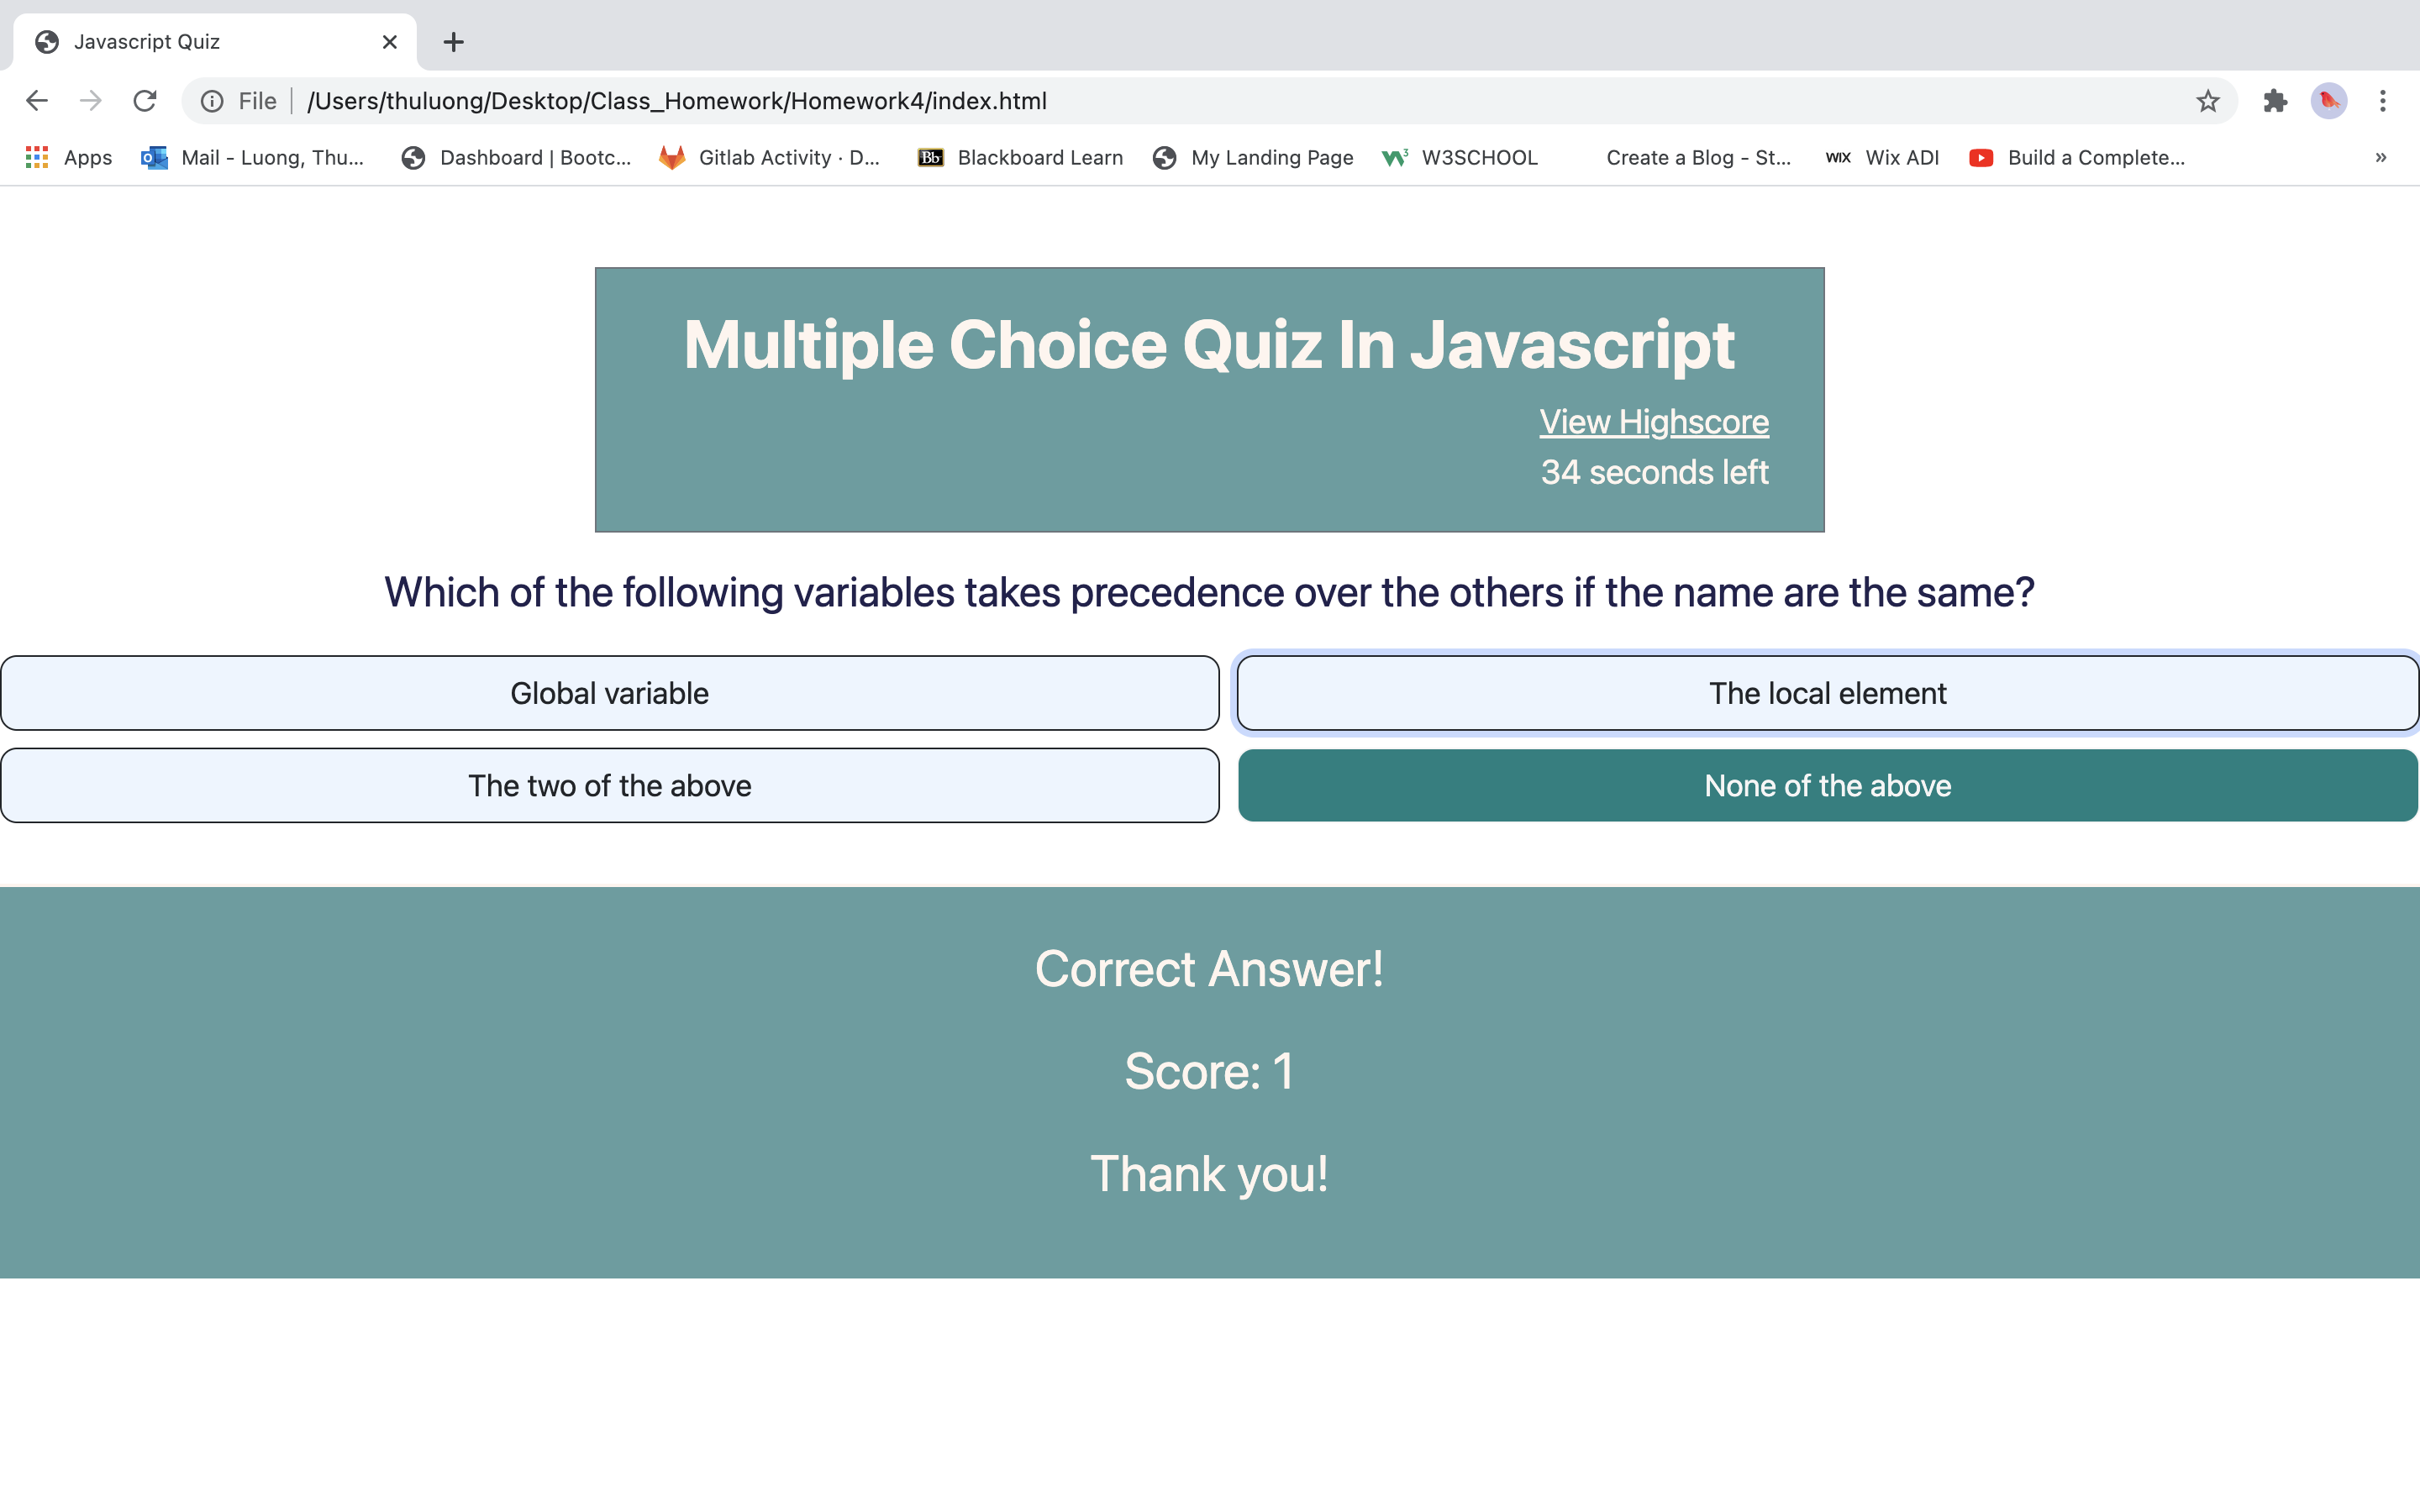 Javascript Quiz
File /Users/thuluong/Desktop/Class_Homework/Homework4/index.html
Apps Mail - Luong, Thu... Dashboard | Bootc... Gitlab Activity · D... Bb Blackboard Learn My Landing Page W3SCHOOL Create a Blog - St... WIX Wix ADI Build a Complete... »
Multiple Choice Quiz In Javascript
View Highscore
34 seconds left
Which of the following variables takes precedence over the others if the name are the same?
Global variable The local element
The two of the above None of the above
Correct Answer!
Score: 1
Thank you!